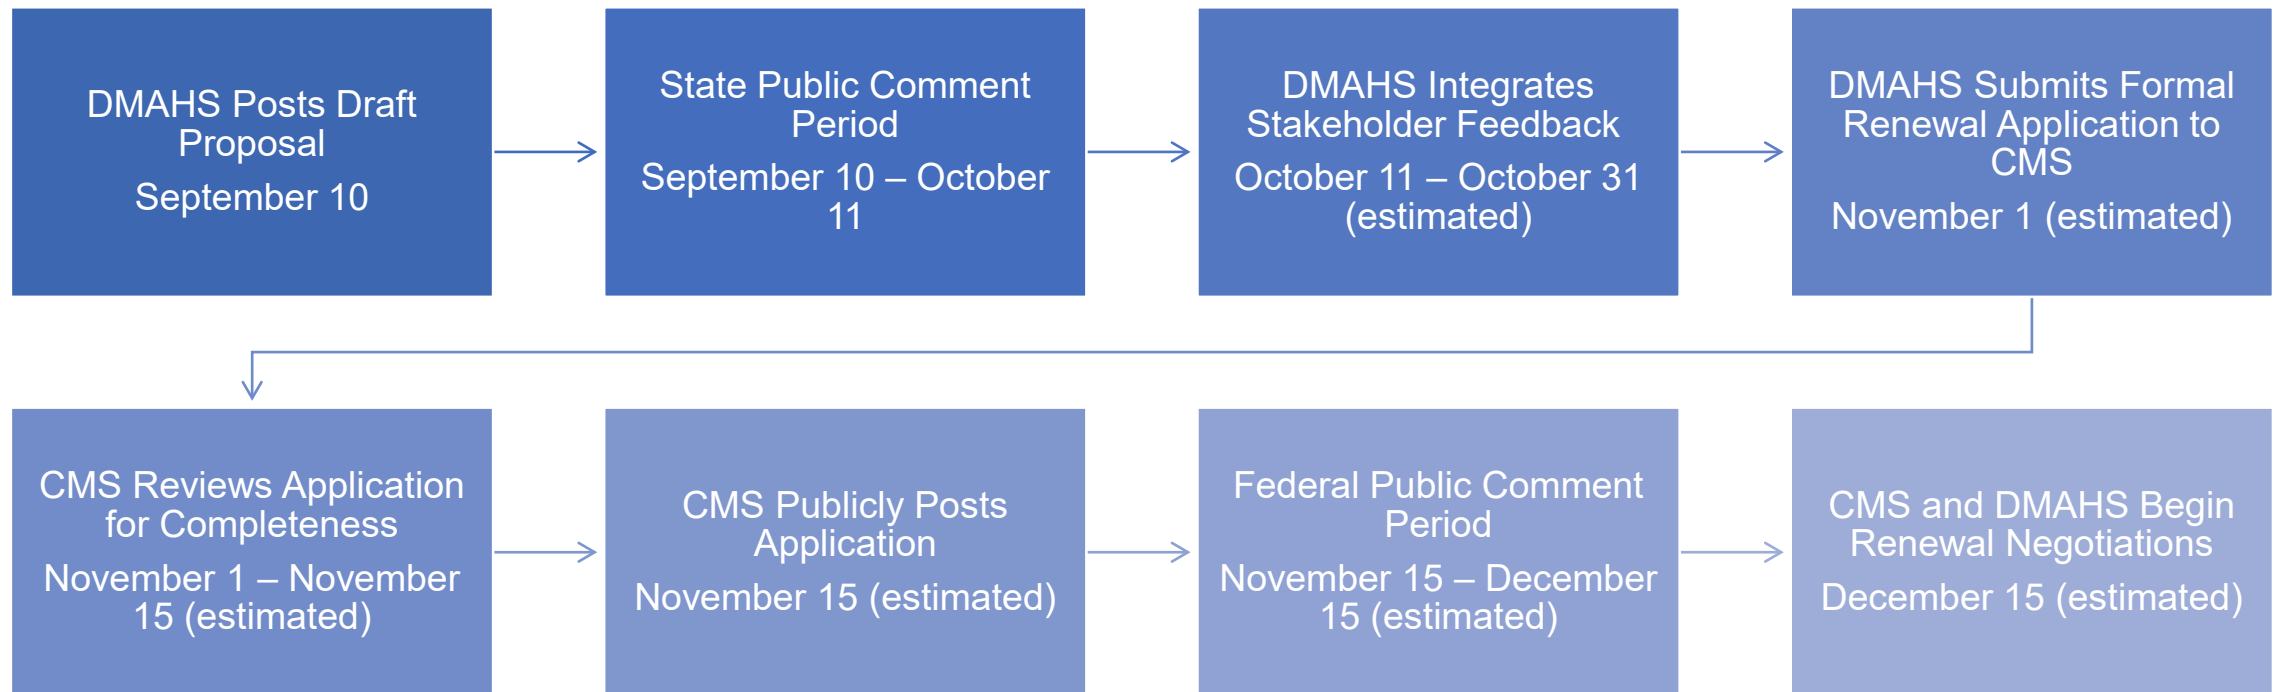 DMAHS Posts Draft
Proposal
September 10
State Public Comment
Period
September 10 – October
11
DMAHS Integrates
Stakeholder Feedback
October 11 – October 31
(estimated)
DMAHS Submits Formal
Renewal Application to
CMS
November 1 (estimated)
CMS Reviews Application
for Completeness
November 1 – November
15 (estimated)
CMS Publicly Posts
Application
November 15 (estimated)
Federal Public Comment
Period
November 15 – December
15 (estimated)
CMS and DMAHS Begin
Renewal Negotiations
December 15 (estimated)